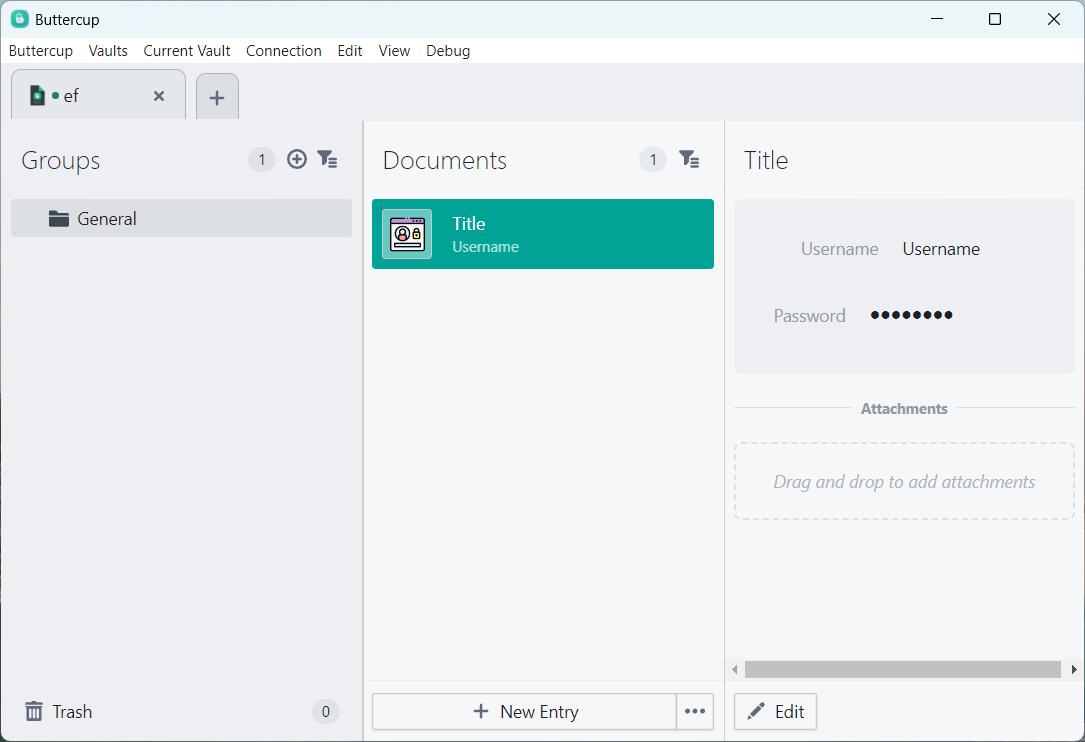 Buttercup
Buttercup Vaults Current Vault Connection Edit View Debug
ef
Groups 1
General
Trash 0
Documents 1
Title
Username
New Entry
Title
Username Username
Password ••••••••
Attachments
Drag and drop to add attachments
Edit